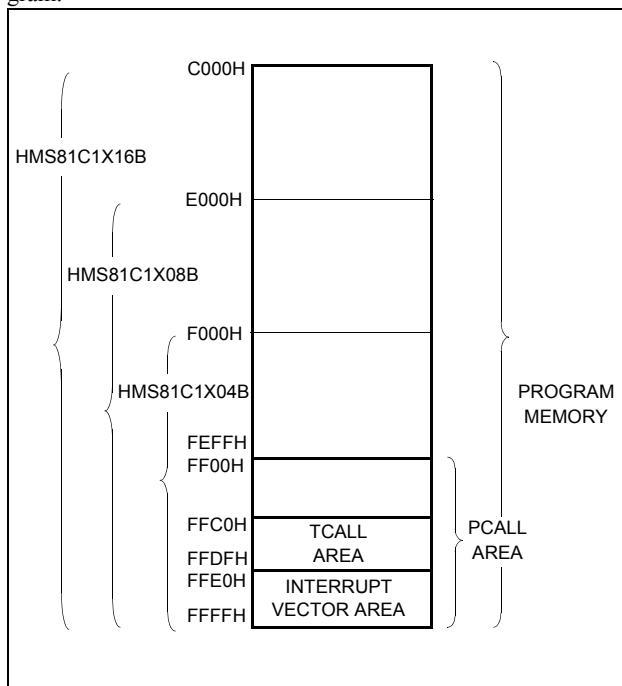 gram.
C000H
HMS81C1X16B
E000H
HMS81C1X08B
F000H
HMS81C1X04B
PROGRAM
MEMORY
FEFFH
FF00H
FFC0H
TCALL
AREA
PCALL
AREA
FFDFH
FFE0H
INTERRUPT
VECTOR AREA
FFFFH